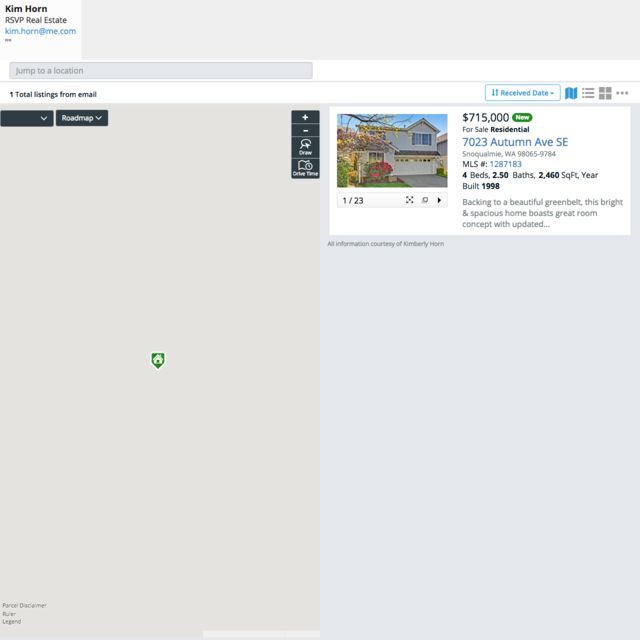 Kim Horn
RSVP Real Estate
kim.horn@me.com
""
Jump to a location
1 Total listings from email
Received Date
Roadmap
+
-
Draw
Drive Time
$715,000 New
For Sale Residential
7023 Autumn Ave SE
Snoqualmie, WA 98065-9784
MLS #: 1287183
4 Beds, 2.50 Baths, 2,460 SqFt, Year
Built 1998
Backing to a beautiful greenbelt, this bright
& spacious home boasts great room
concept with updated...
1 / 23
All information courtesy of Kimberly Horn
Parcel Disclaimer
Ruler
Legend